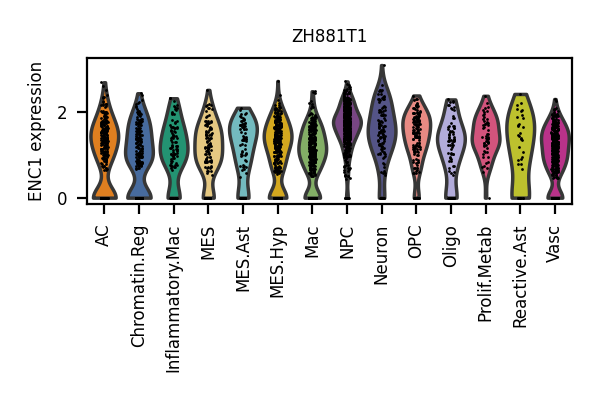 ZH881T1
ENC1 expression
2
0
AC
Chromatin.Reg
Inflammatory.Mac
MES
MES.Ast
MES.Hyp
Mac
NPC
Neuron
OPC
Oligo
Prolif.Metab
Reactive.Ast
Vasc